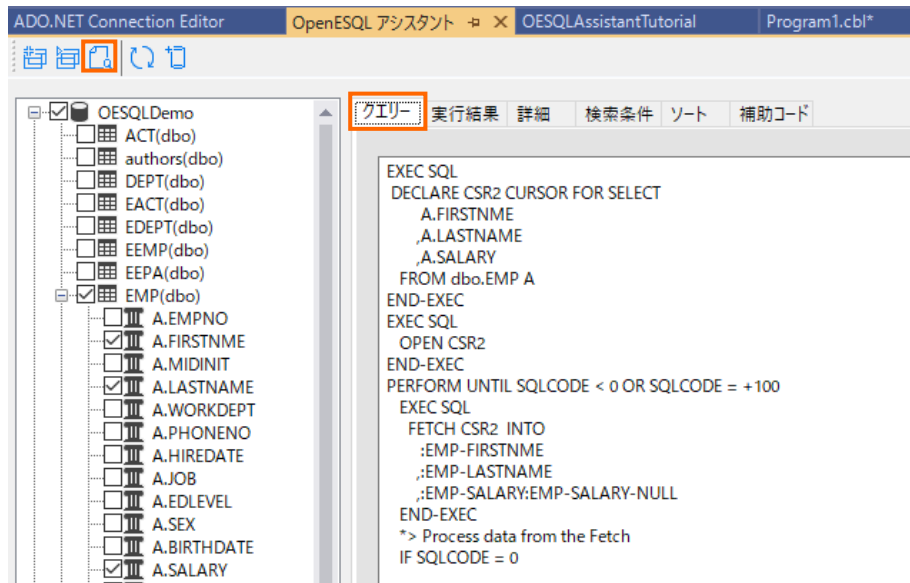 ADO.NET Connection Editor
OpenESQL アシスタント
OESQLAssistantTutorial
Program1.cbl*
OESQLDemo
ACT(dbo)
authors(dbo)
DEPT(dbo)
EACT(dbo)
EDEPT(dbo)
EEMP(dbo)
EEPA(dbo)
EMP(dbo)
A.EMPNO
A.FIRSTNME
A.MIDINIT
A.LASTNAME
A.WORKDEPT
A.PHONENO
A.HIREDATE
A.JOB
A.EDLEVEL
A.SEX
A.BIRTHDATE
A.SALARY
クエリー 実行結果 詳細 検索条件 ソート 補助コード
EXEC SQL
DECLARE CSR2 CURSOR FOR SELECT
A.FIRSTNME
,A.LASTNAME
,A.SALARY
FROM dbo.EMP A
END-EXEC
EXEC SQL
OPEN CSR2
END-EXEC
PERFORM UNTIL SQLCODE < 0 OR SQLCODE = +100
EXEC SQL
FETCH CSR2 INTO
:EMP-FIRSTNME
,:EMP-LASTNAME
,:EMP-SALARY:EMP-SALARY-NULL
END-EXEC
*> Process data from the Fetch
IF SQLCODE = 0